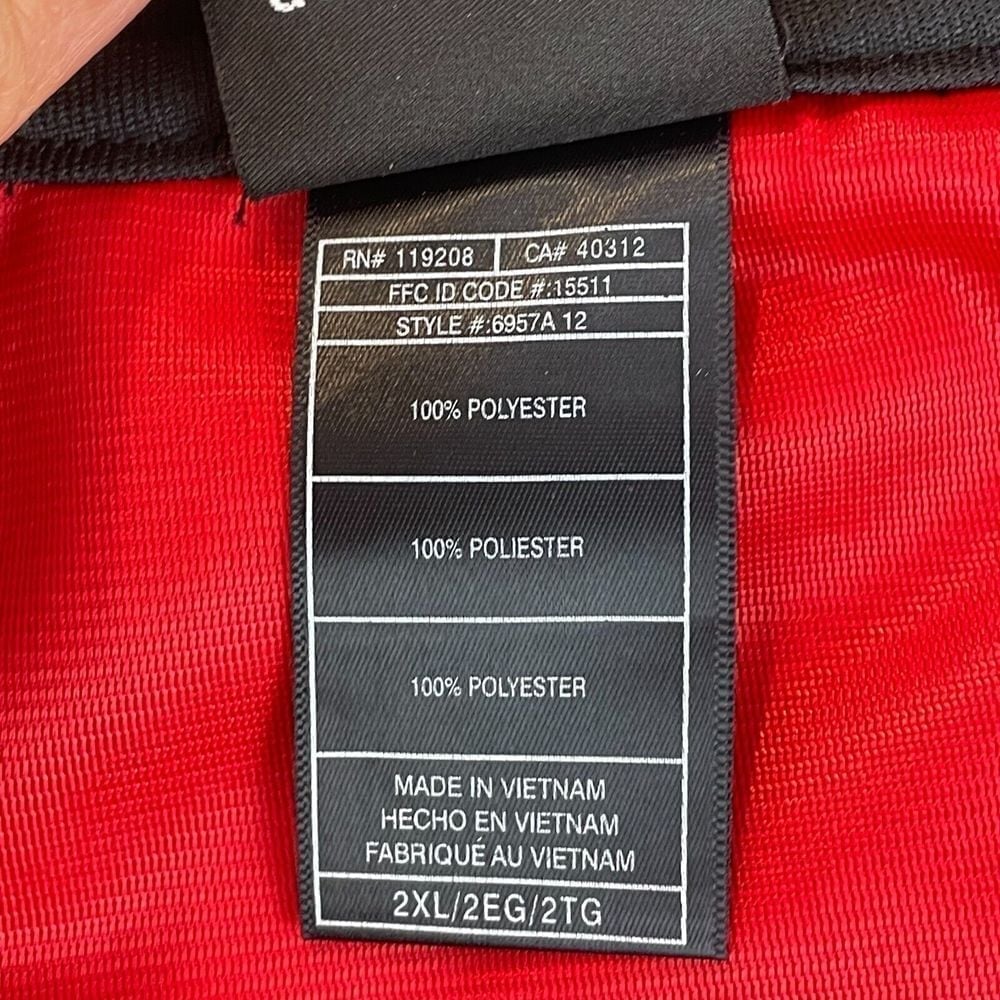 RN# 119208 CA# 40312
FFC ID CODE #:15511
STYLE #:6957A 12
100% POLYESTER
100% POLIESTER
100% POLYESTER
MADE IN VIETNAM
HECHO EN VIETNAM
FABRIQUÉ AU VIETNAM
2XL/2EG/2TG